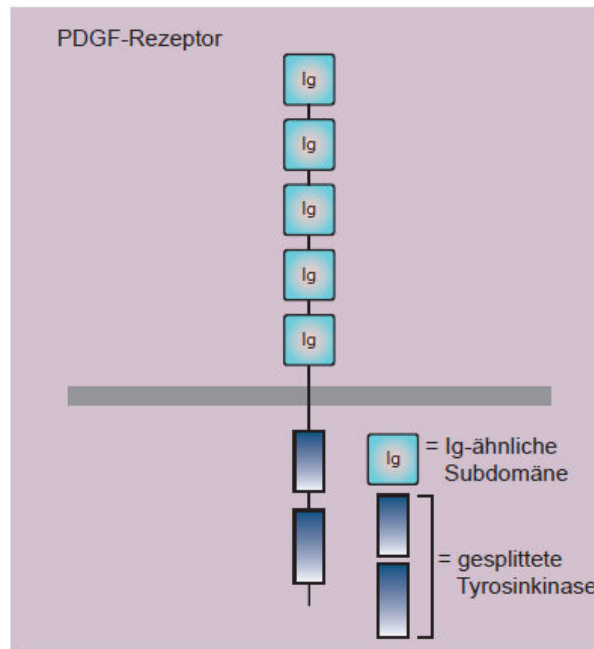 PDGF-Rezeptor
Ig
Ig
Ig
Ig
Ig
Ig
= Ig-ähnliche
Subdomäne
= gesplittete
Tyrosinkinase